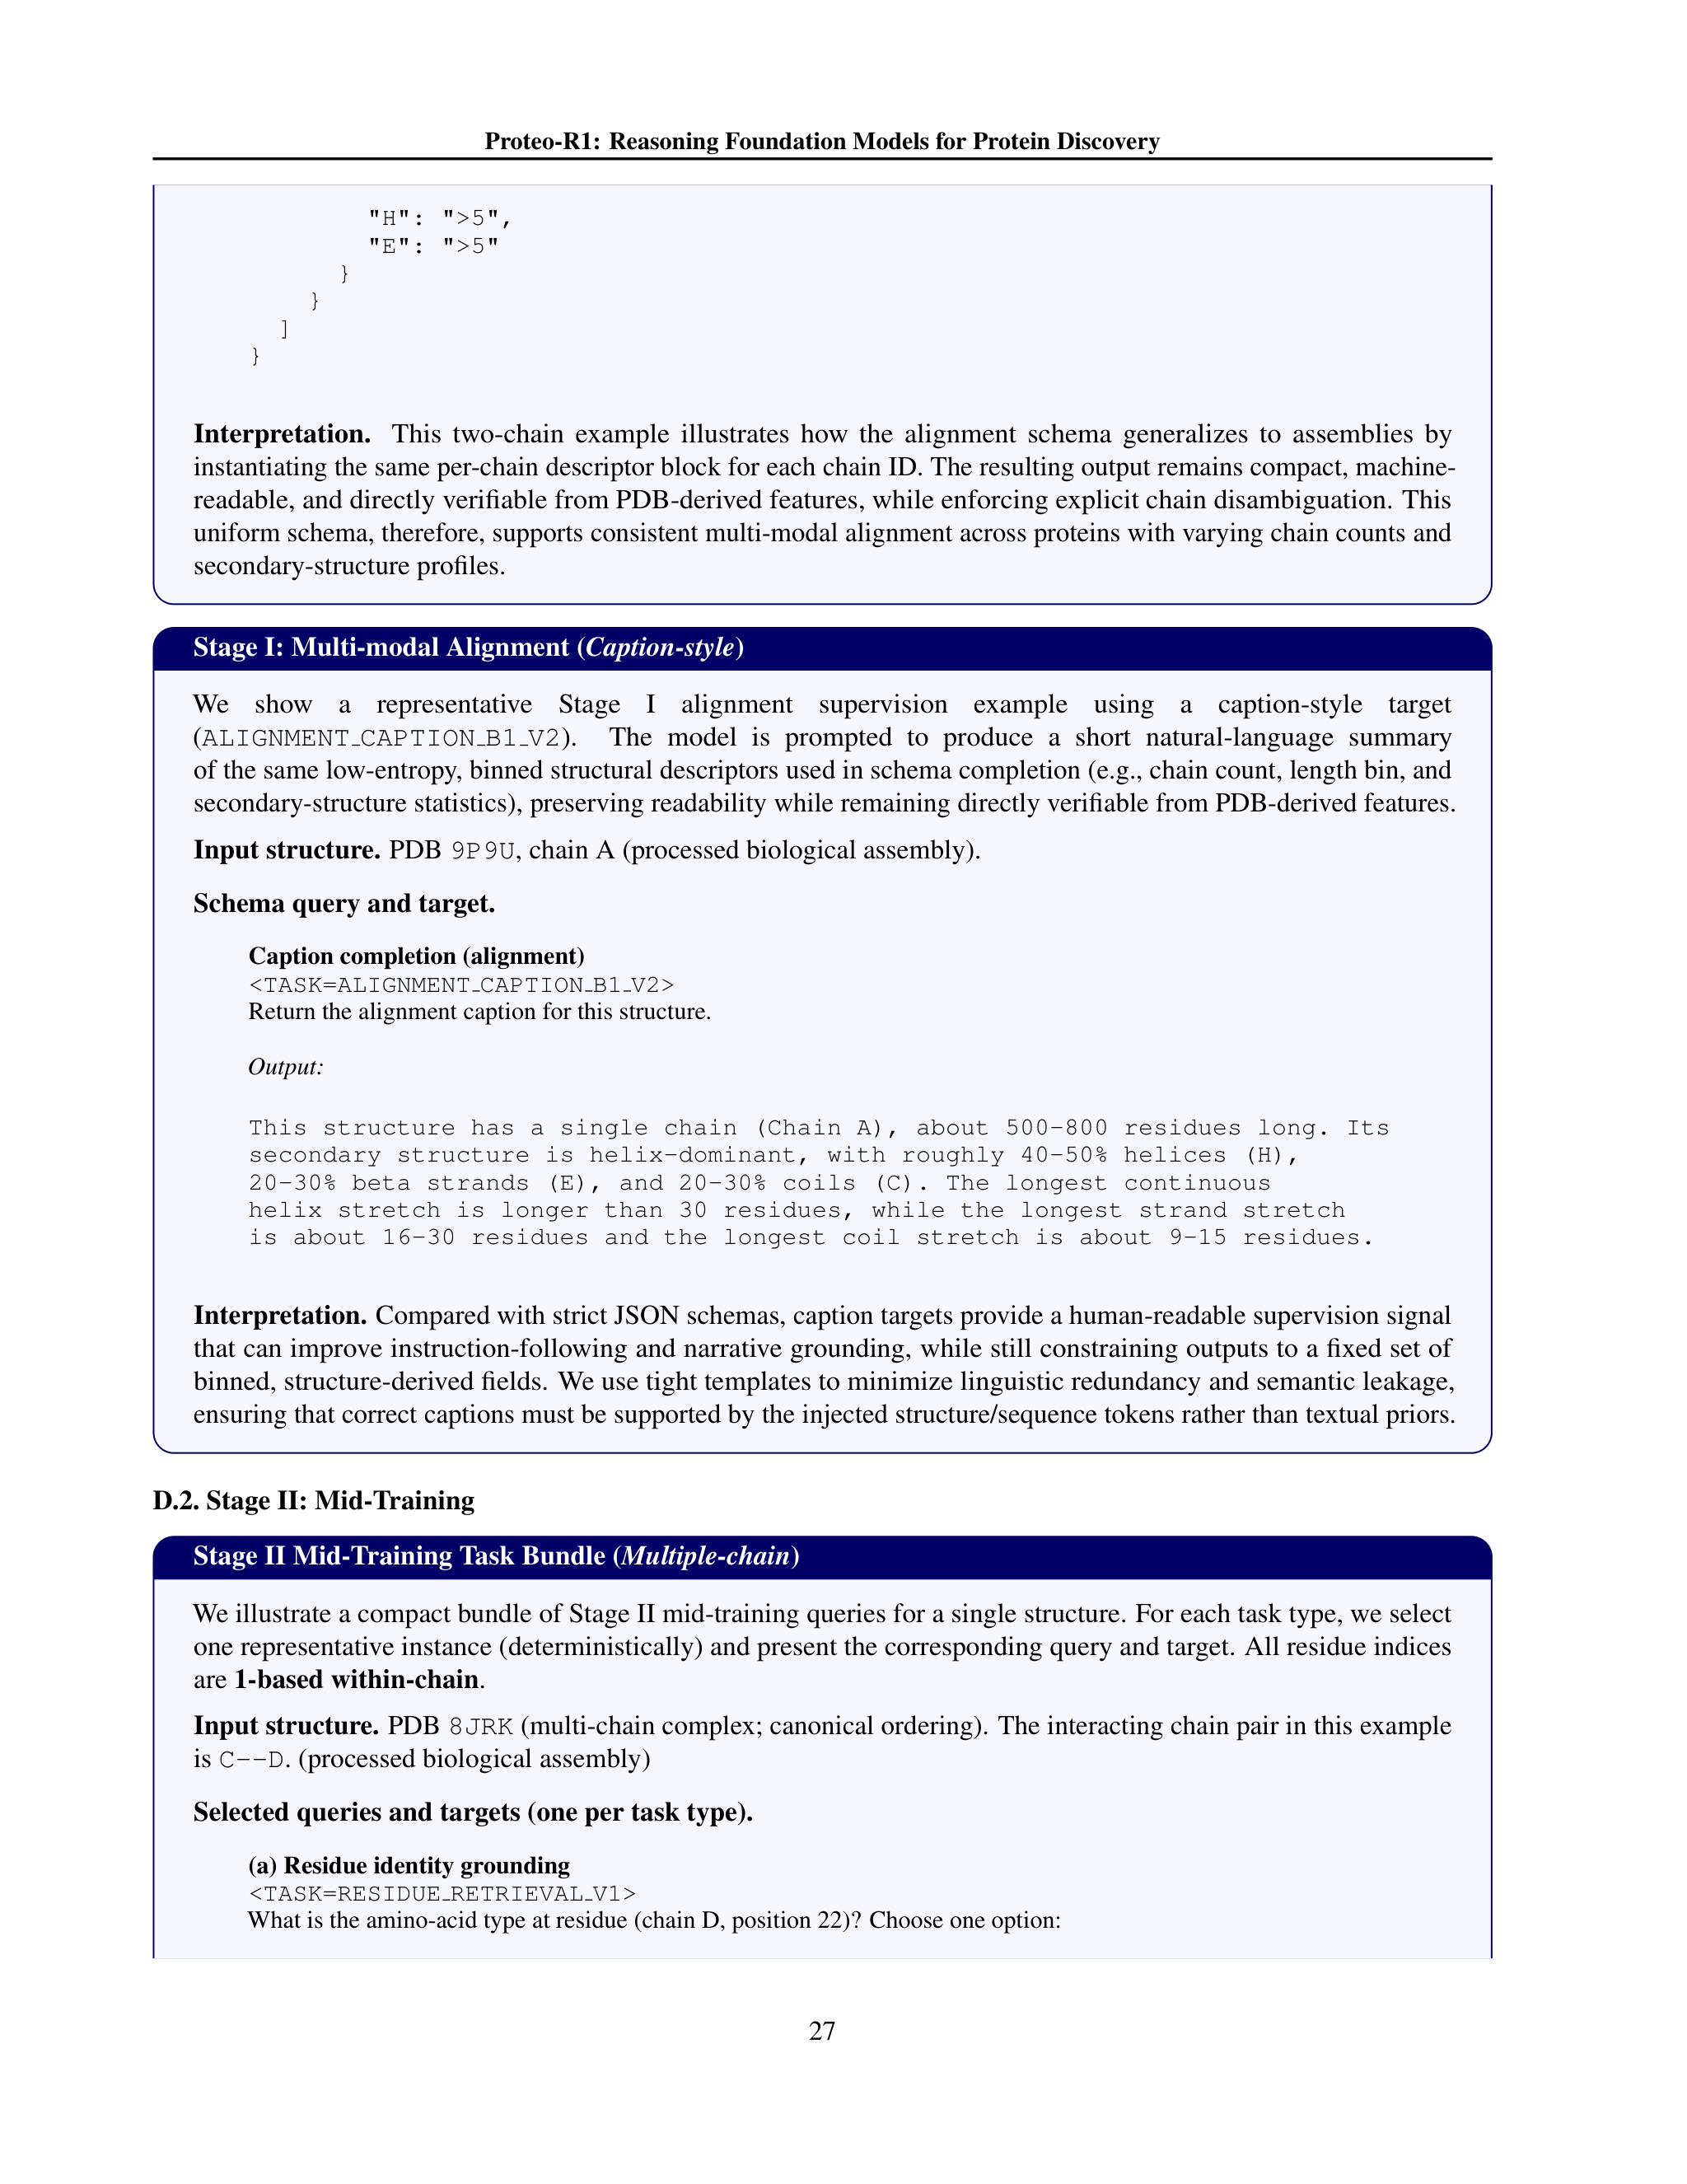 Proteo-R1: Reasoning Foundation Models for Protein Discovery
"H": ">5",
"E": ">5"
}
}
]
}
Interpretation. This two-chain example illustrates how the alignment schema generalizes to assemblies by
instantiating the same per-chain descriptor block for each chain ID. The resulting output remains compact, machine-
readable, and directly verifiable from PDB-derived features, while enforcing explicit chain disambiguation. This
uniform schema, therefore, supports consistent multi-modal alignment across proteins with varying chain counts and
secondary-structure profiles.
Stage I: Multi-modal Alignment (Caption-style)
We show a representative Stage I alignment supervision example using a caption-style target
(ALIGNMENT_CAPTION_B1_V2). The model is prompted to produce a short natural-language summary
of the same low-entropy, binned structural descriptors used in schema completion (e.g., chain count, length bin, and
secondary-structure statistics), preserving readability while remaining directly verifiable from PDB-derived features.
Input structure. PDB 9P9U, chain A (processed biological assembly).
Schema query and target.
Caption completion (alignment)
<TASK=ALIGNMENT_CAPTION_B1_V2>
Return the alignment caption for this structure.
Output:
This structure has a single chain (Chain A), about 500-800 residues long. Its
secondary structure is helix-dominant, with roughly 40-50% helices (H),
20-30% beta strands (E), and 20-30% coils (C). The longest continuous
helix stretch is longer than 30 residues, while the longest strand stretch
is about 16-30 residues and the longest coil stretch is about 9-15 residues.
Interpretation. Compared with strict JSON schemas, caption targets provide a human-readable supervision signal
that can improve instruction-following and narrative grounding, while still constraining outputs to a fixed set of
binned, structure-derived fields. We use tight templates to minimize linguistic redundancy and semantic leakage,
ensuring that correct captions must be supported by the injected structure/sequence tokens rather than textual priors.
D.2. Stage II: Mid-Training
Stage II Mid-Training Task Bundle (Multiple-chain)
We illustrate a compact bundle of Stage II mid-training queries for a single structure. For each task type, we select
one representative instance (deterministically) and present the corresponding query and target. All residue indices
are 1-based within-chain.
Input structure. PDB 8JRK (multi-chain complex; canonical ordering). The interacting chain pair in this example
is C--D. (processed biological assembly)
Selected queries and targets (one per task type).
(a) Residue identity grounding
<TASK=RESIDUE_RETRIEVAL_V1>
What is the amino-acid type at residue (chain D, position 22)? Choose one option:
27